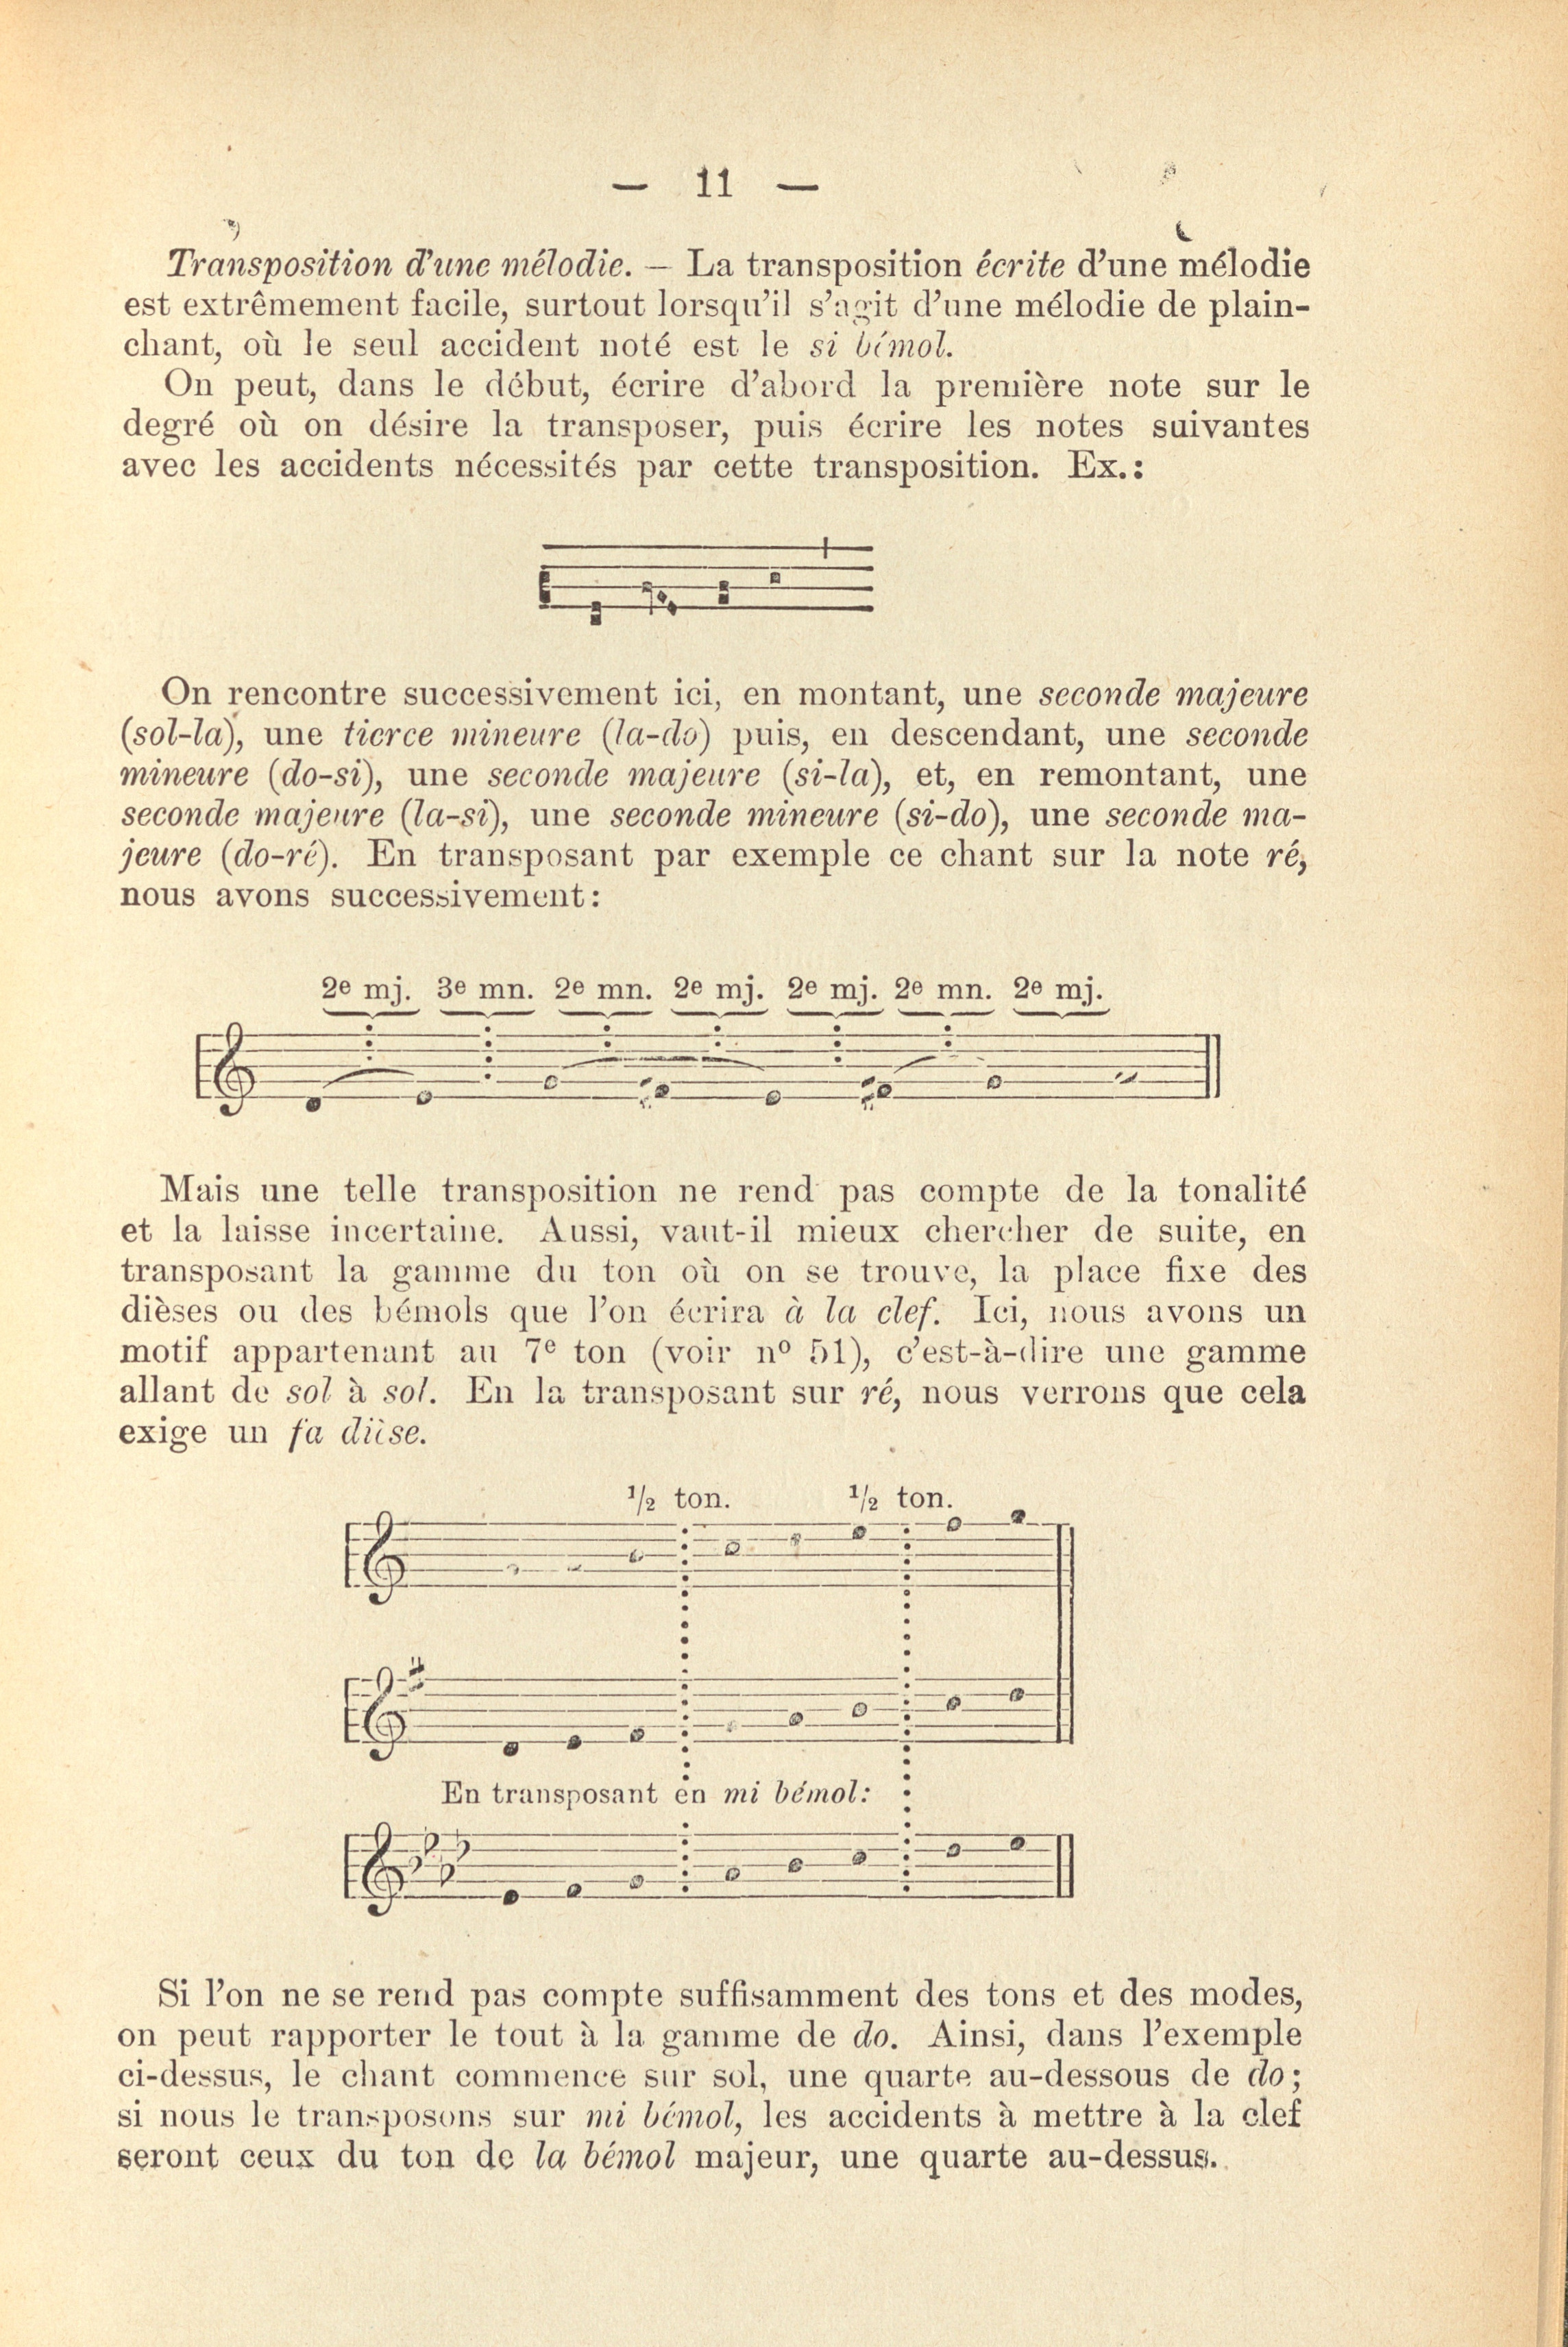 — 11 —
Transposition d'une mélodie. — La transposition écrite d'une mélodie
est extrêmement facile, surtout lorsqu'il s'agit d'une mélodie de plain-
chant, où le seul accident noté est le si bémol.
On peut, dans le début, écrire d'abord la première note sur le
degré où on désire la transposer, puis écrire les notes suivantes
avec les accidents nécessités par cette transposition. Ex.:
On rencontre successivement ici, en montant, une seconde majeure
(sol-la), une tierce mineure (la-do) puis, en descendant, une seconde
mineure (do-si), une seconde majeure (si-la), et, en remontant, une
seconde majeure (la-si), une seconde mineure (si-do), une seconde ma-
jeure (do-ré). En transposant par exemple ce chant sur la note ré,
nous avons successivement:
2e mj. 3e mn. 2e mn. 2e mj. 2e mj. 2e mn. 2e mj.
Mais une telle transposition ne rend pas compte de la tonalité
et la laisse incertaine. Aussi, vaut-il mieux chercher de suite, en
transposant la gamme du ton où on se trouve, la place fixe des
dièses ou des bémols que l'on écrira à la clef. Ici, nous avons un
motif appartenant au 7e ton (voir no 51), c'est-à-dire une gamme
allant de sol à sol. En la transposant sur ré, nous verrons que cela
exige un fa dièse.
1/2 ton. 1/2 ton.
En transposant en mi bémol:
Si l'on ne se rend pas compte suffisamment des tons et des modes,
on peut rapporter le tout à la gamme de do. Ainsi, dans l'exemple
ci-dessus, le chant commence sur sol, une quarte au-dessous de do;
si nous le transposons sur mi bémol, les accidents à mettre à la clef
seront ceux du ton de la bémol majeur, une quarte au-dessus.